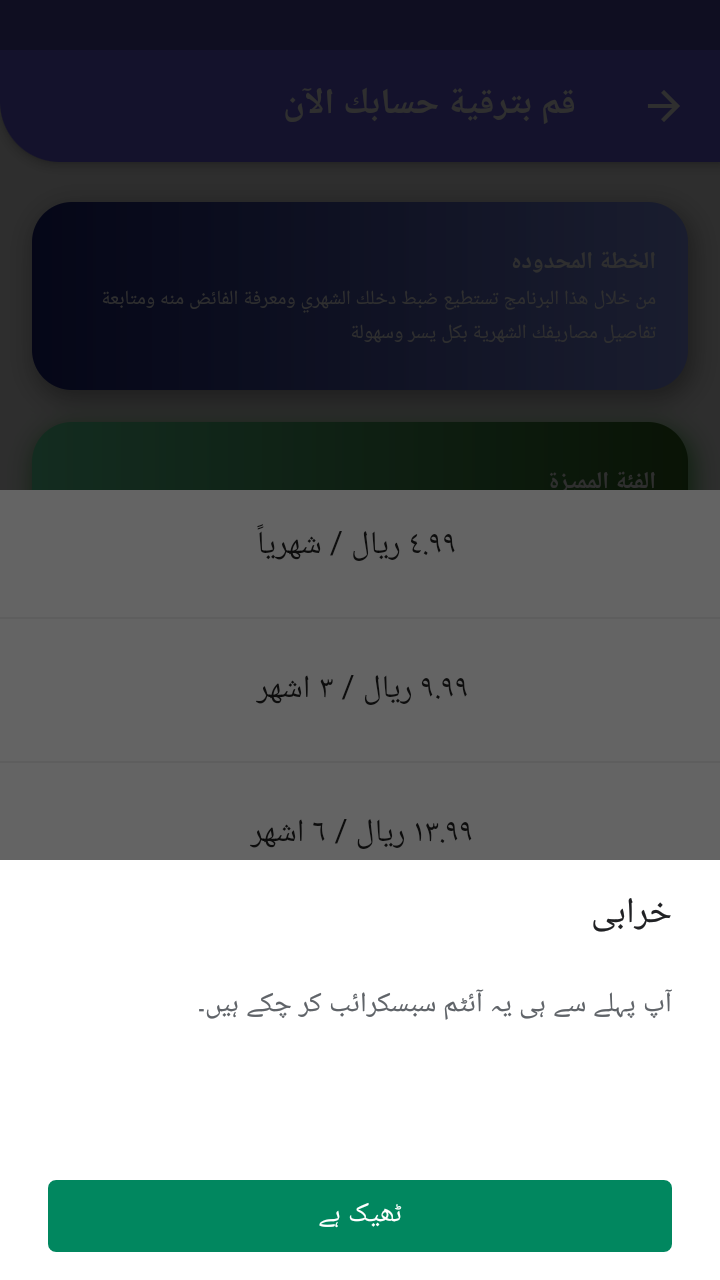 قم بترقية حسابك الآن
الخطة المحدوده
من خلال هذا البرنامج تستطيع ضبط دخلك الشهري ومعرفة الفائض منه ومتابعة
تفاصيل مصاريفك الشهرية بكل يسر وسهولة
الفئة المميزة
٤.٩٩ ريال / شهرياً
٩.٩٩ ريال / ٣ اشهر
١٣.٩٩ ريال / ٦ اشهر
خرابی
آپ پہلے سے ہی یہ آئٹم سبسکرائب کر چکے ہیں۔
ٹھیک ہے